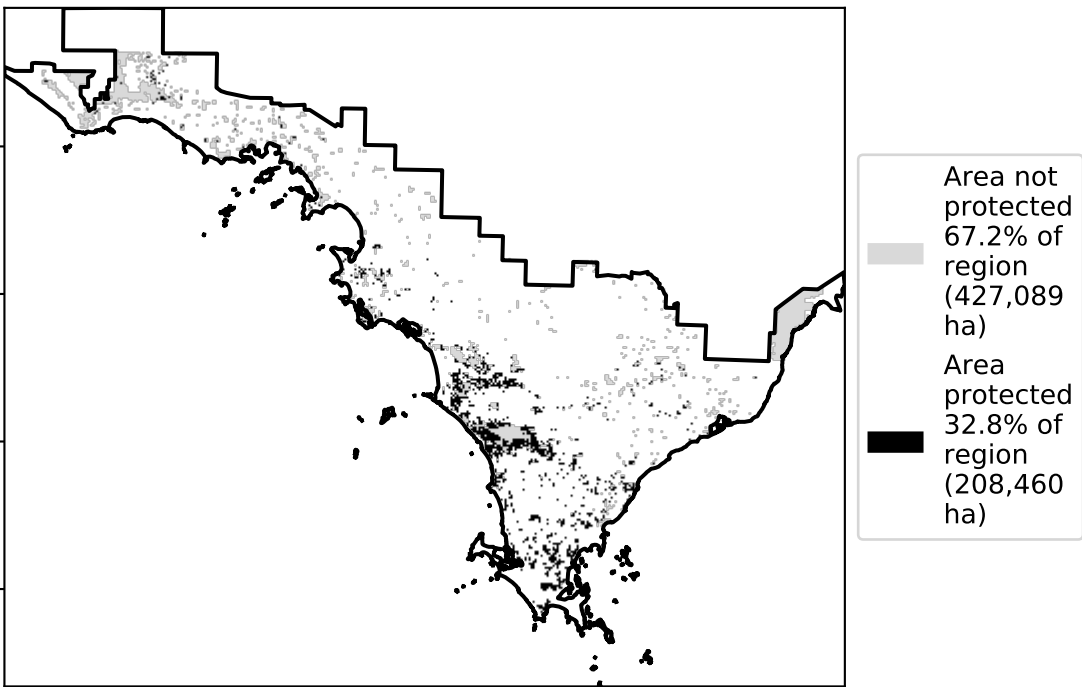 Area not
protected
67.2% of
region
(427,089
ha)
Area
protected
32.8% of
region
(208,460
ha)